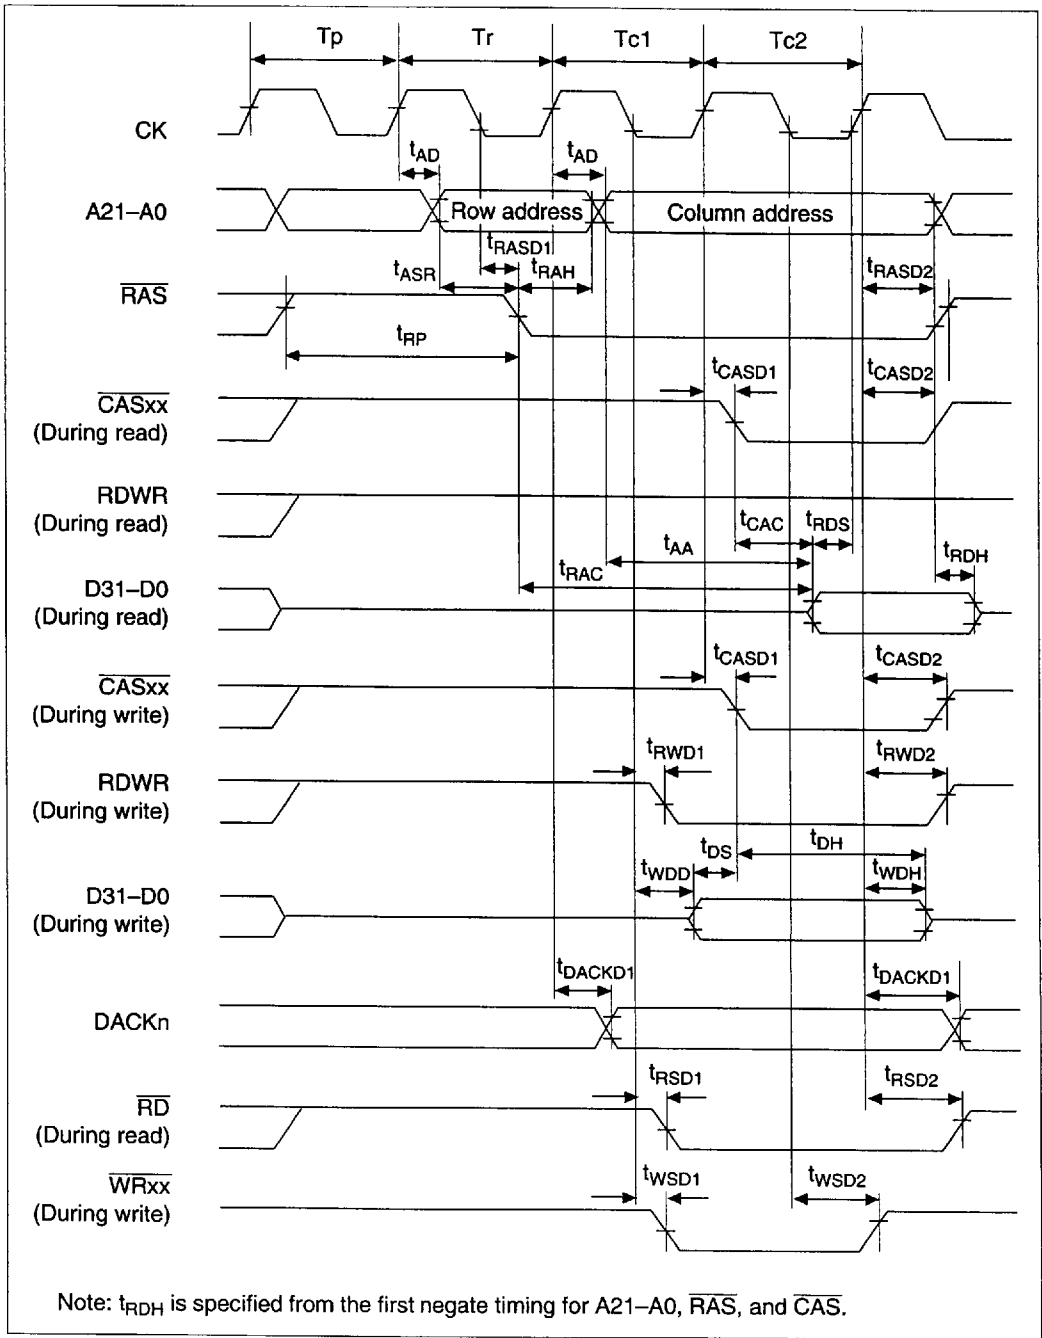 Tp Tr Tc1 Tc2
CK
tAD tAD
A21–A0 Row address Column address
tRASD1
tASR tRAH tRASD2
RAS
tRP
tCASD1 tCASD2
CASxx
(During read)
RDWR
(During read)
tCAC tRDS
tAA tRDH
tRAC
D31–D0
(During read)
tCASD1 tCASD2
CASxx
(During write)
tRWD1 tRWD2
RDWR
(During write)
tDS tDH
tWDD tWDH
D31–D0
(During write)
tDACKD1 tDACKD1
DACKn
tRSD1 tRSD2
RD
(During read)
tWSD1 tWSD2
WRxx
(During write)
Note: tRDH is specified from the first negate timing for A21–A0, RAS, and CAS.